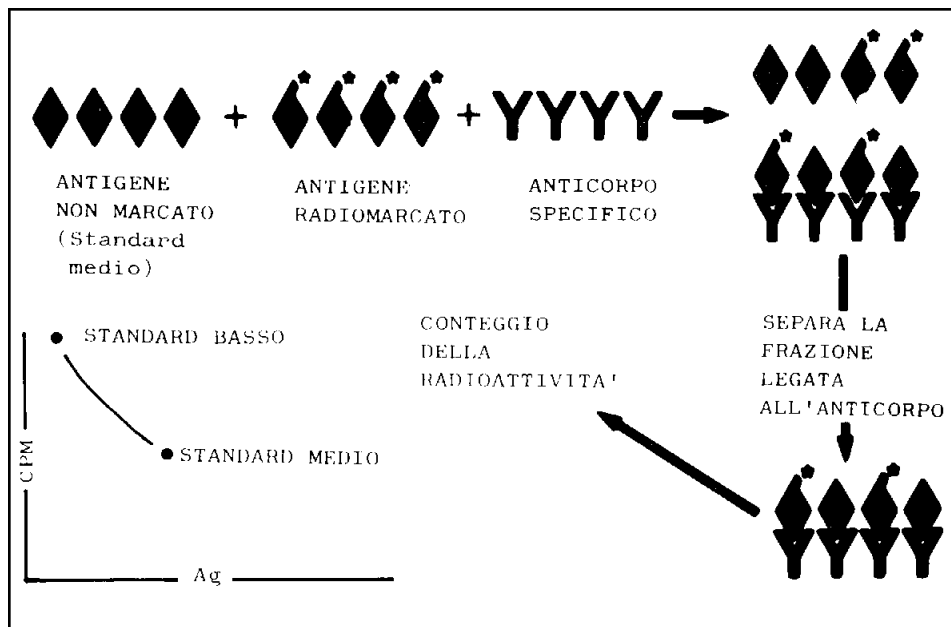 ANTIGENE
NON MARCATO
(Standard
medio)
ANTIGENE
RADIOMARCATO
ANTICORPO
SPECIFICO
SEPARA LA
FRAZIONE
LEGATA
ALL'ANTICORPO
CONTEGGIO
DELLA
RADIOATTIVITA'
STANDARD BASSO
STANDARD MEDIO
CPM
Ag